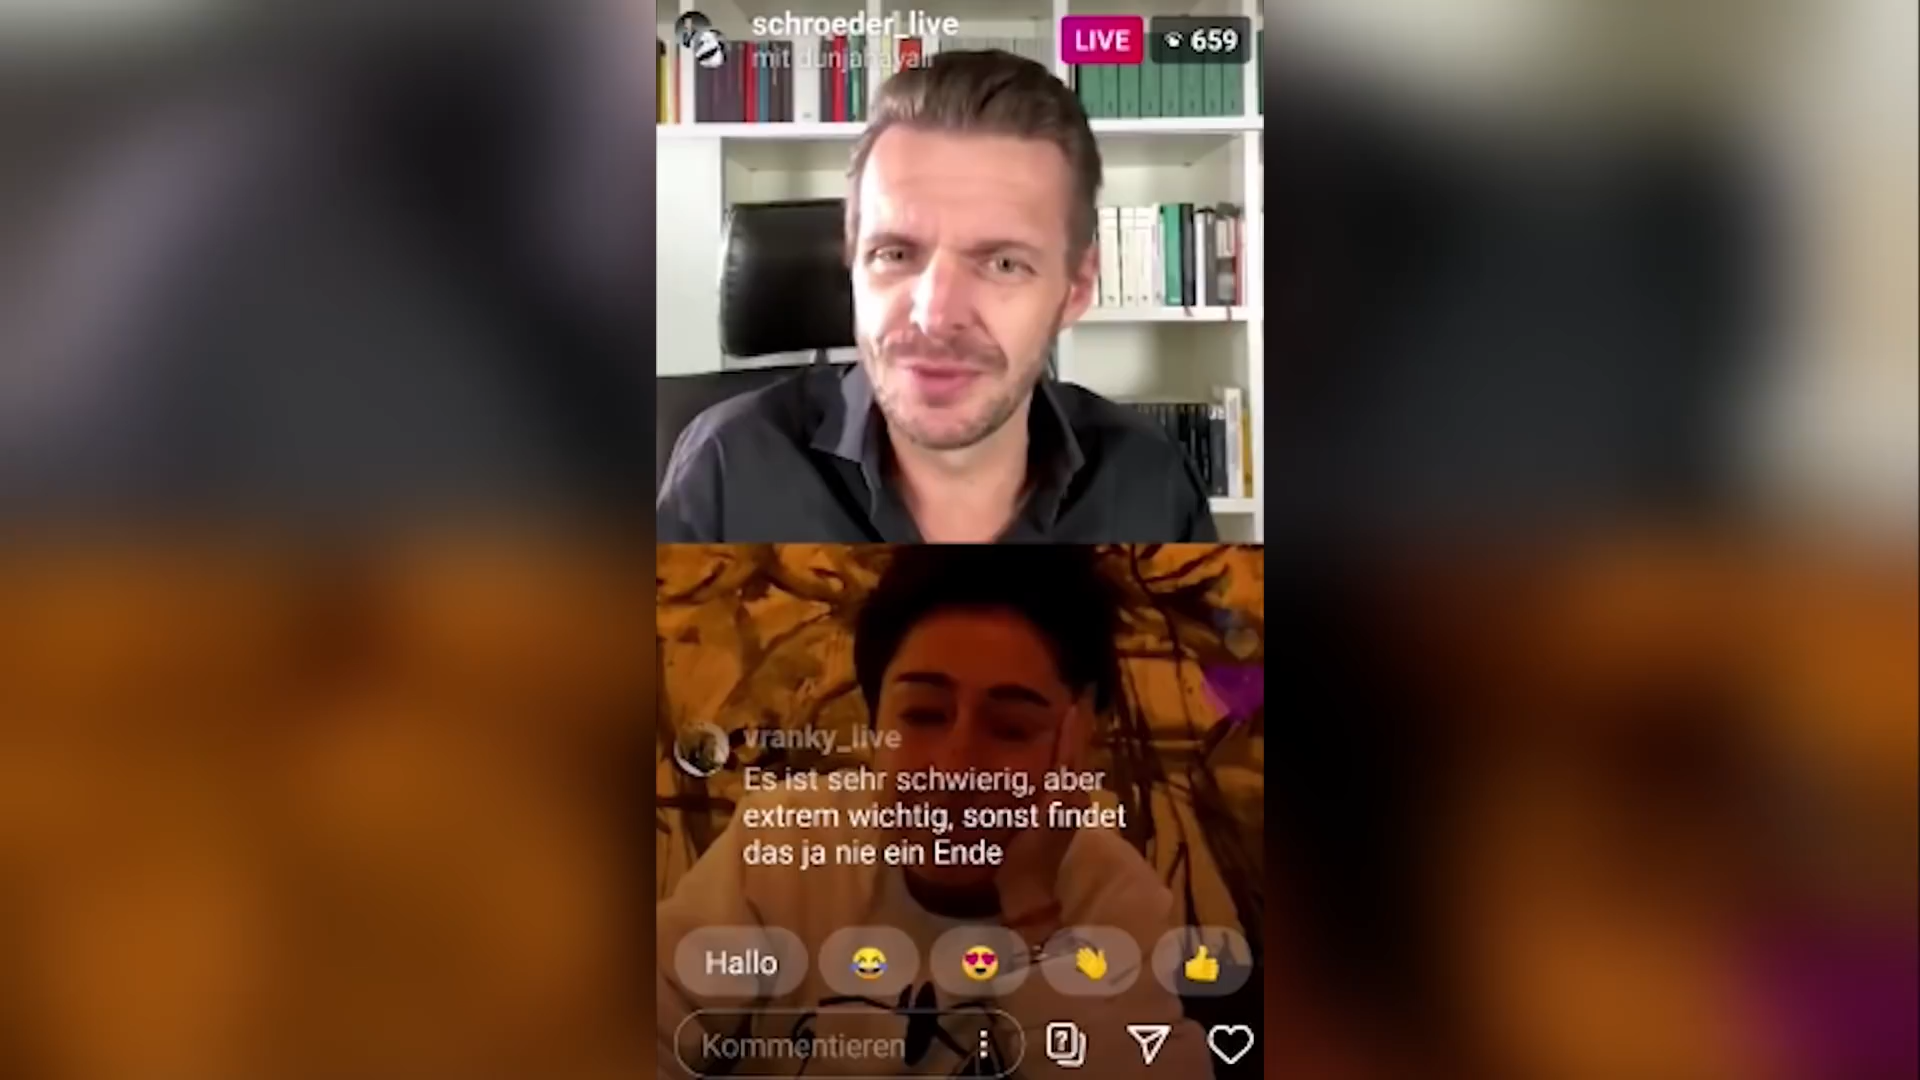 schroeder_live
mit dunjahayali
LIVE
659
vranky_live
Es ist sehr schwierig, aber
extrem wichtig, sonst findet
das ja nie ein Ende
Hallo
Kommentieren